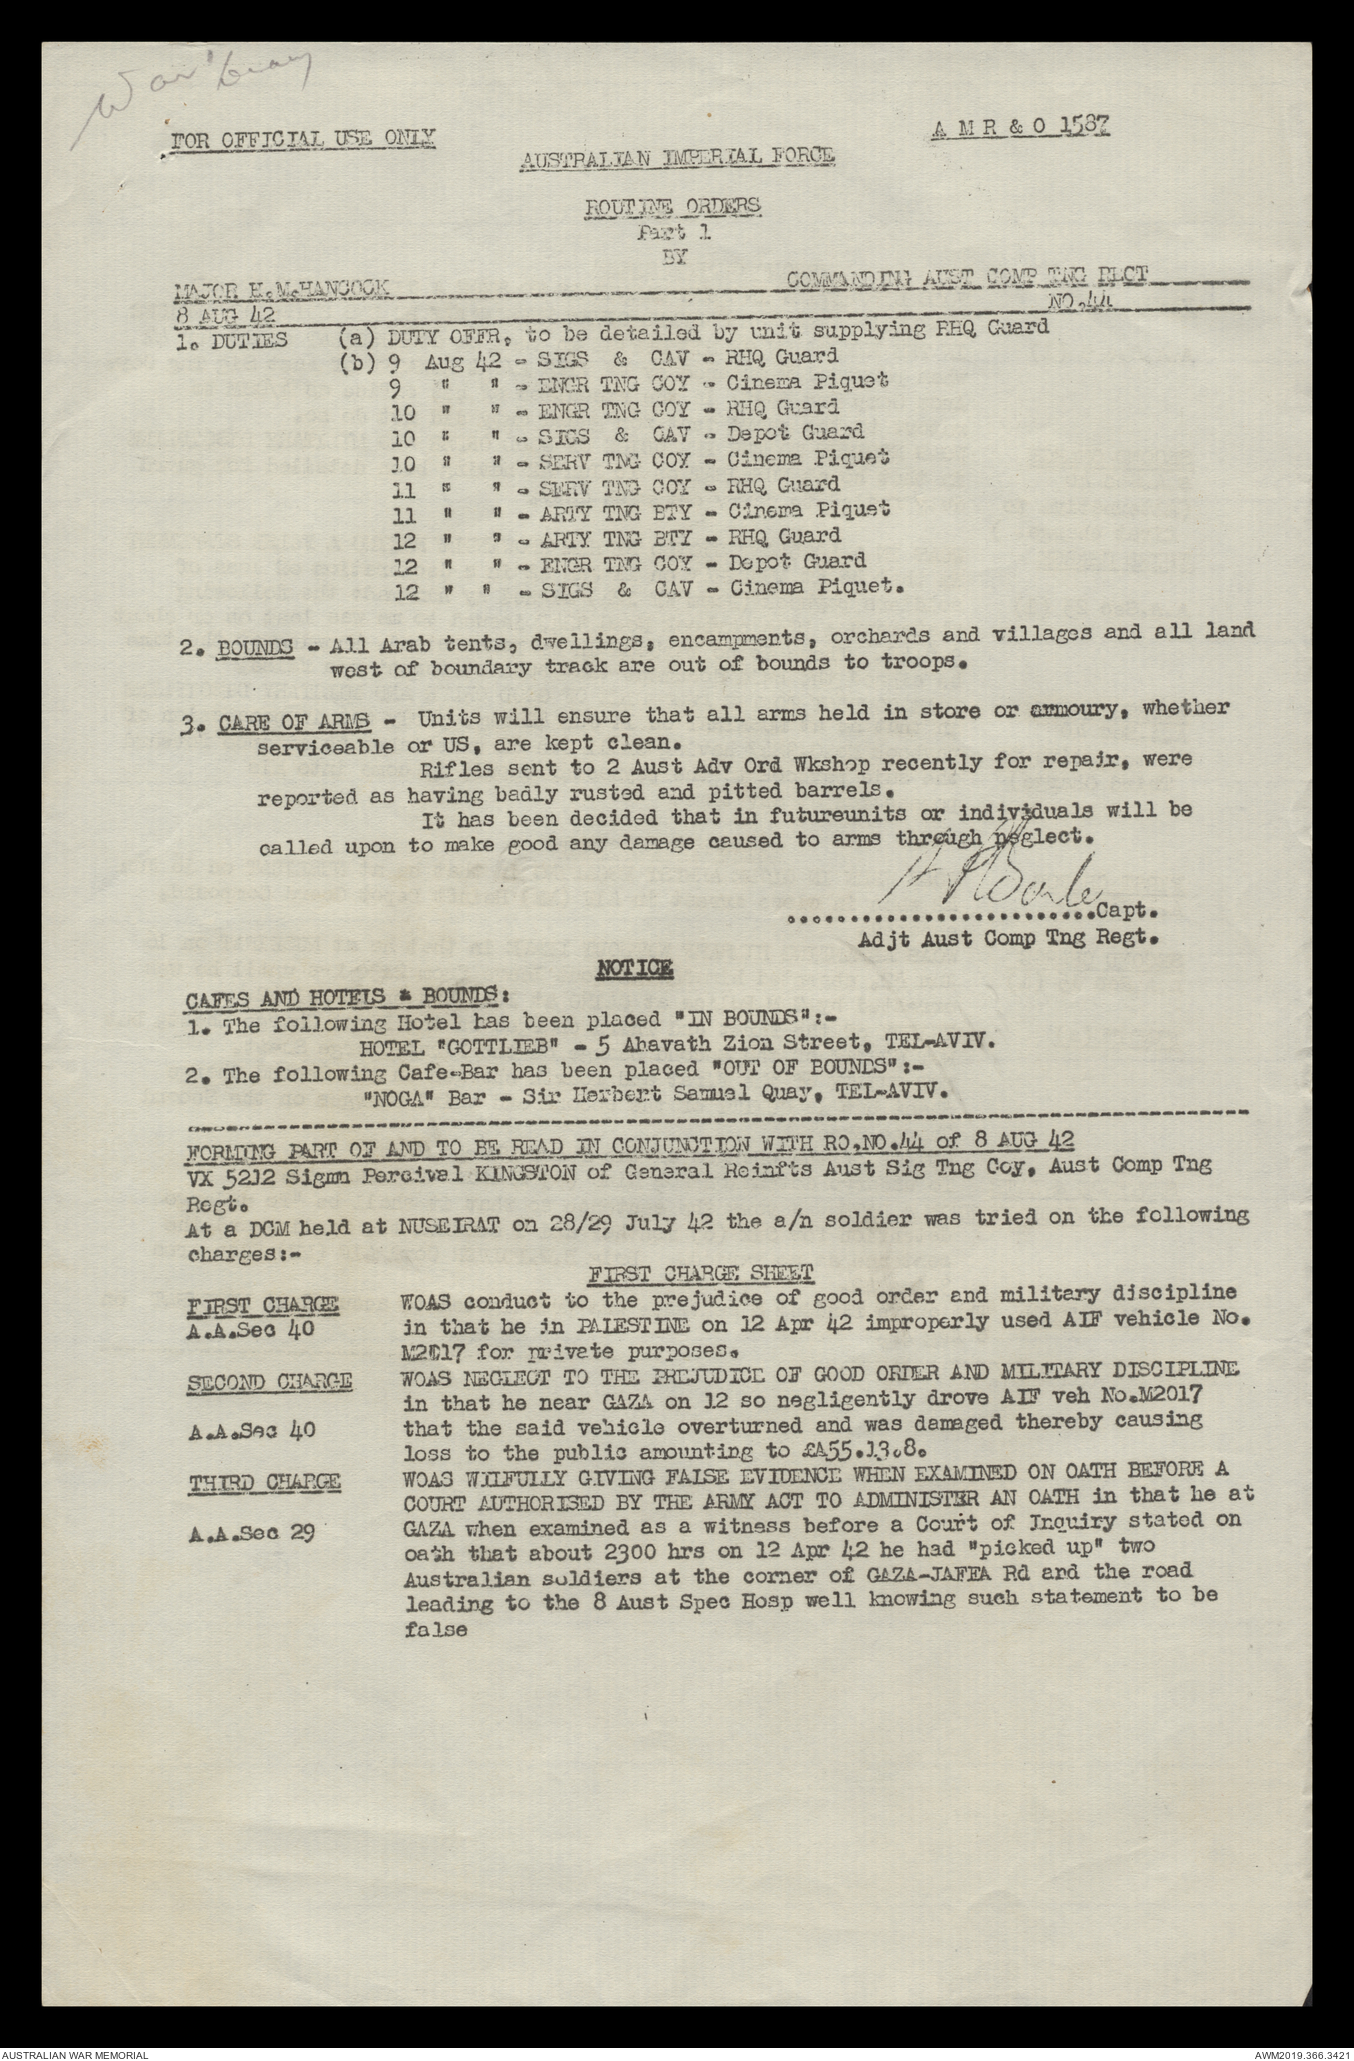 War Diary
FOR OFFICIAL USE ONLY
A M R & O 1587
AUSTRALIAN IMPERIAL FORCE
ROUTINE ORDERS
Part 1
BY
MAJOR H.M.HANCOCK COMMANDING AUST COMP TNG REGT
8 AUG 42 NO.44
1. DUTIES (a) DUTY OFFR, to be detailed by unit supplying RHQ Guard
(b) 9 Aug 42 - SIGS & CAV - RHQ Guard
9 " " - ENGR TNG COY - Cinema Piquet
10 " " - ENGR TNG COY - RHQ Guard
10 " " - SIGS & CAV - Depot Guard
10 " " - SERV TNG COY - Cinema Piquet
11 " " - SERV TNG COY - RHQ Guard
11 " " - ARTY TNG BTY - Cinema Piquet
12 " " - ARTY TNG BTY - RHQ Guard
12 " " - ENGR TNG COY - Depot Guard
12 " " - SIGS & CAV - Cinema Piquet.
2. BOUNDS - All Arab tents, dwellings, encampments, orchards and villages and all land
west of boundary track are out of bounds to troops.
3. CARE OF ARMS - Units will ensure that all arms held in store or armoury, whether
serviceable or US, are kept clean.
Rifles sent to 2 Aust Adv Ord Wkshop recently for repair, were
reported as having badly rusted and pitted barrels.
It has been decided that in futureunits or individuals will be
called upon to make good any damage caused to arms through neglect.
..........................Capt.
Adjt Aust Comp Tng Regt.
NOTICE
CAFES AND HOTELS & BOUNDS:
1. The following Hotel has been placed "IN BOUNDS":-
HOTEL "GOTTLIEB" - 5 Ahavath Zion Street, TEL-AVIV.
2. The following Cafe-Bar has been placed "OUT OF BOUNDS":-
"NOGA" Bar - Sir Herbert Samuel Quay, TEL-AVIV.
FORMING PART OF AND TO BE READ IN CONJUNCTION WITH RO.NO.44 of 8 AUG 42
VX 5212 Sigmn Percival KINGSTON of General Reinfts Aust Sig Tng Coy, Aust Comp Tng
Regt.
At a DCM held at NUSEIRAT on 28/29 July 42 the a/n soldier was tried on the following
charges:-
FIRST CHARGE SHEET
FIRST CHARGE WOAS conduct to the prejudice of good order and military discipline
A.A.Sec 40 in that he in PALESTINE on 12 Apr 42 improperly used AIF vehicle No.
M2017 for private purposes.
SECOND CHARGE WOAS NEGLECT TO THE PREJUDICE OF GOOD ORDER AND MILITARY DISCIPLINE
in that he near GAZA on 12 so negligently drove AIF veh No.M2017
A.A.Sec 40 that the said vehicle overturned and was damaged thereby causing
loss to the public amounting to £A55.13.8.
THIRD CHARGE WOAS WILFULLY GIVING FALSE EVIDENCE WHEN EXAMINED ON OATH BEFORE A
COURT AUTHORISED BY THE ARMY ACT TO ADMINISTER AN OATH in that he at
A.A.Sec 29 GAZA when examined as a witness before a Court of Inquiry stated on
oath that about 2300 hrs on 12 Apr 42 he had "picked up" two
Australian soldiers at the corner of GAZA-JAFFA Rd and the road
leading to the 8 Aust Spec Hosp well knowing such statement to be
false
AUSTRALIAN WAR MEMORIAL
AWM2019.366.3421